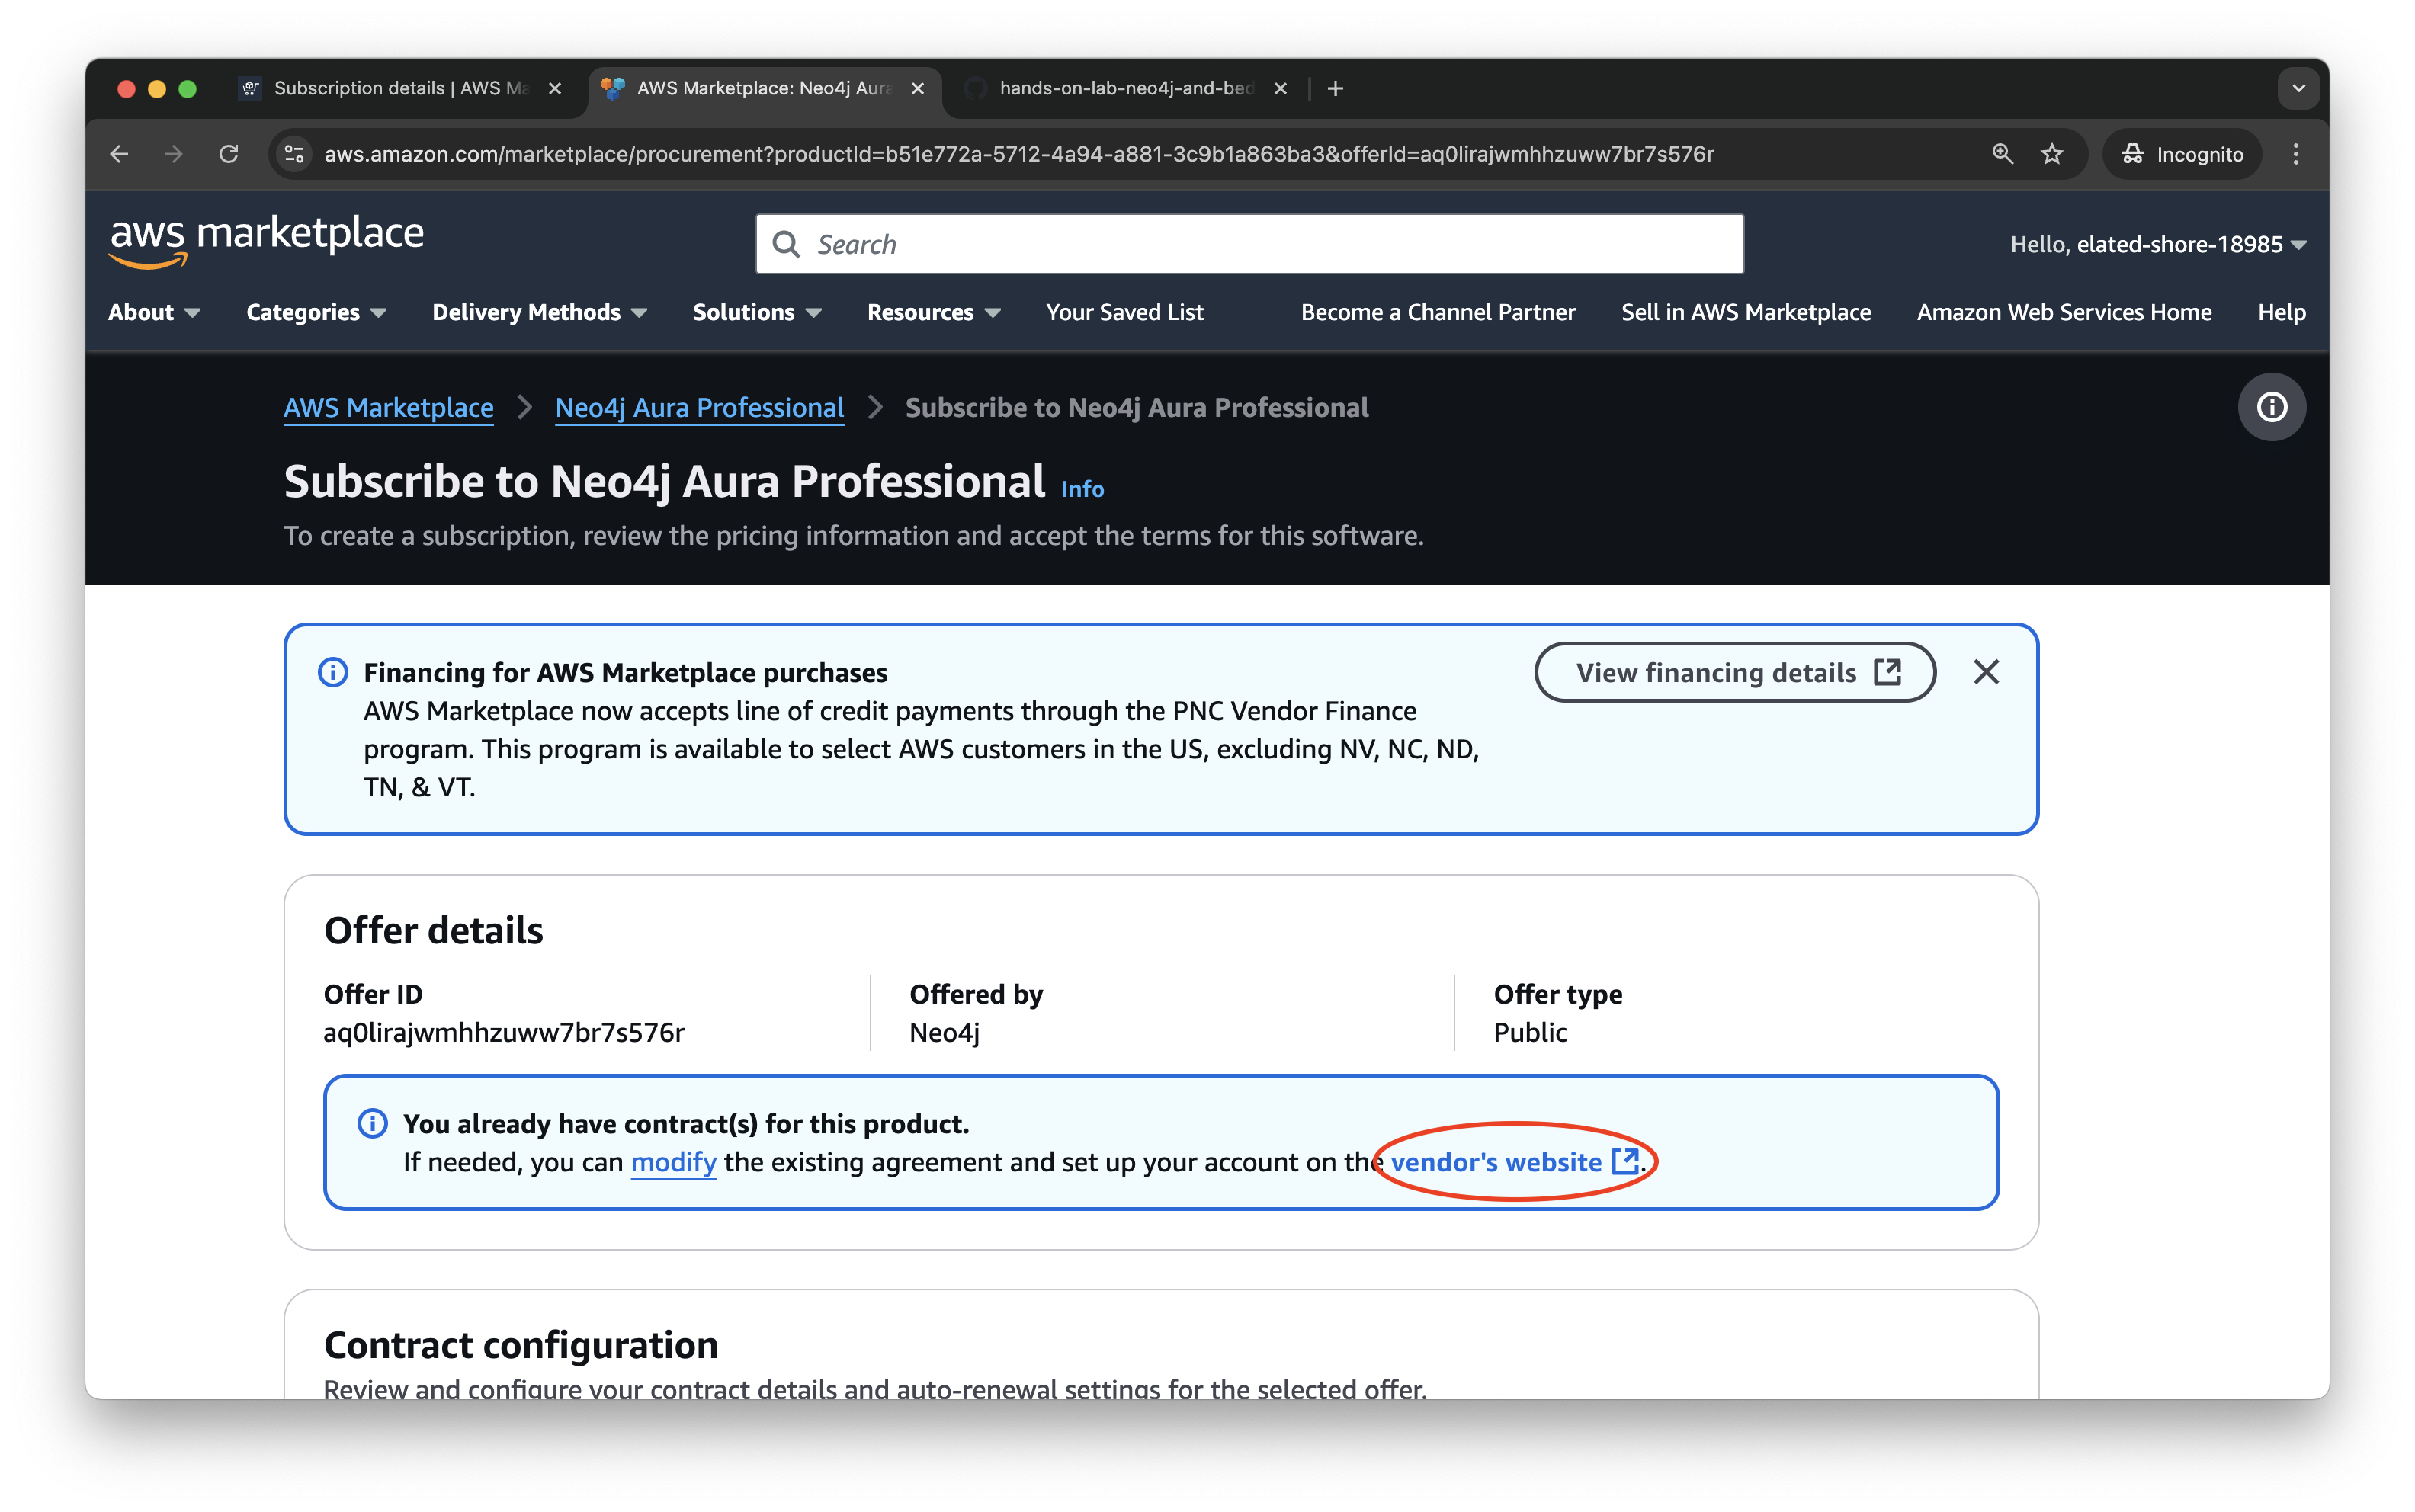 Subscription details | AWS Ma
AWS Marketplace: Neo4j Aura
hands-on-lab-neo4j-and-bed
aws.amazon.com/marketplace/procurement?productId=b51e772a-5712-4a94-a881-3c9b1a863ba3&offerId=aq0lirajwmhhzuww7br7s576r
Incognito
aws marketplace
Search
Hello, elated-shore-18985
About
Categories
Delivery Methods
Solutions
Resources
Your Saved List
Become a Channel Partner
Sell in AWS Marketplace
Amazon Web Services Home
Help
AWS Marketplace > Neo4j Aura Professional > Subscribe to Neo4j Aura Professional
Subscribe to Neo4j Aura Professional Info
To create a subscription, review the pricing information and accept the terms for this software.
Financing for AWS Marketplace purchases
View financing details
AWS Marketplace now accepts line of credit payments through the PNC Vendor Finance
program. This program is available to select AWS customers in the US, excluding NV, NC, ND,
TN, & VT.
Offer details
Offer ID
aq0lirajwmhhzuww7br7s576r
Offered by
Neo4j
Offer type
Public
You already have contract(s) for this product.
If needed, you can modify the existing agreement and set up your account on the vendor's website.
Contract configuration
Review and configure your contract details and auto-renewal settings for the selected offer.